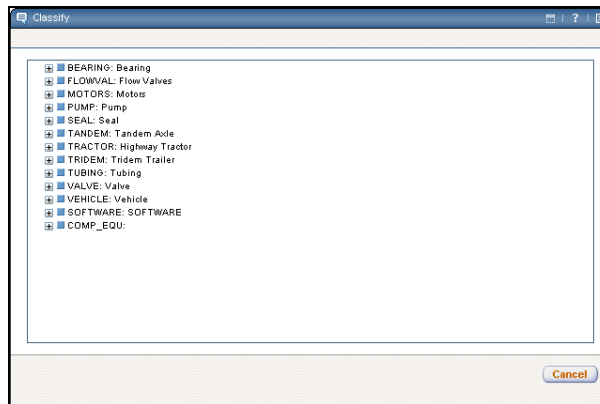 Classify
?
BEARING: Bearing
FLOWVAL: Flow Valves
MOTORS: Motors
PUMP: Pump
SEAL: Seal
TANDEM: Tandem Axle
TRACTOR: Highway Tractor
TRIDEM: Tridem Trailer
TUBING: Tubing
VALVE: Valve
VEHICLE: Vehicle
SOFTWARE: SOFTWARE
COMP_EQU:
Cancel